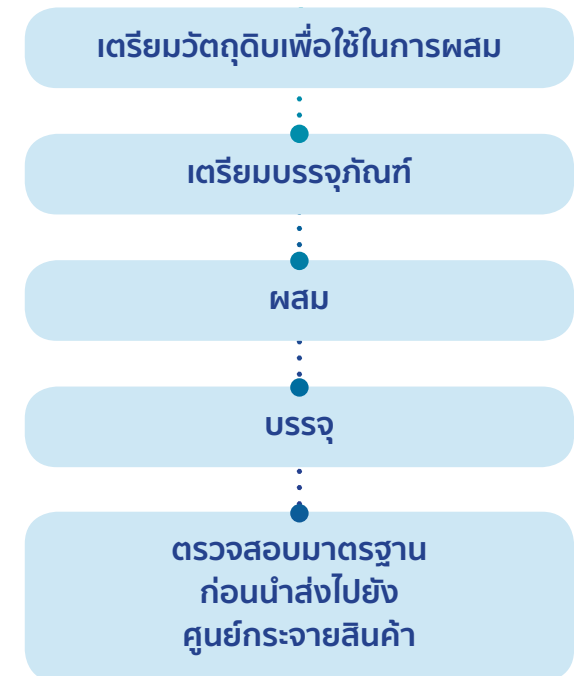 เตรียมวัตถุดิบเพื่อใช้ในการผสม
เตรียมบรรจุภัณฑ์
ผสม
บรรจุ
ตรวจสอบมาตรฐาน
ก่อนนำส่งไปยัง
ศูนย์กระจายสินค้า